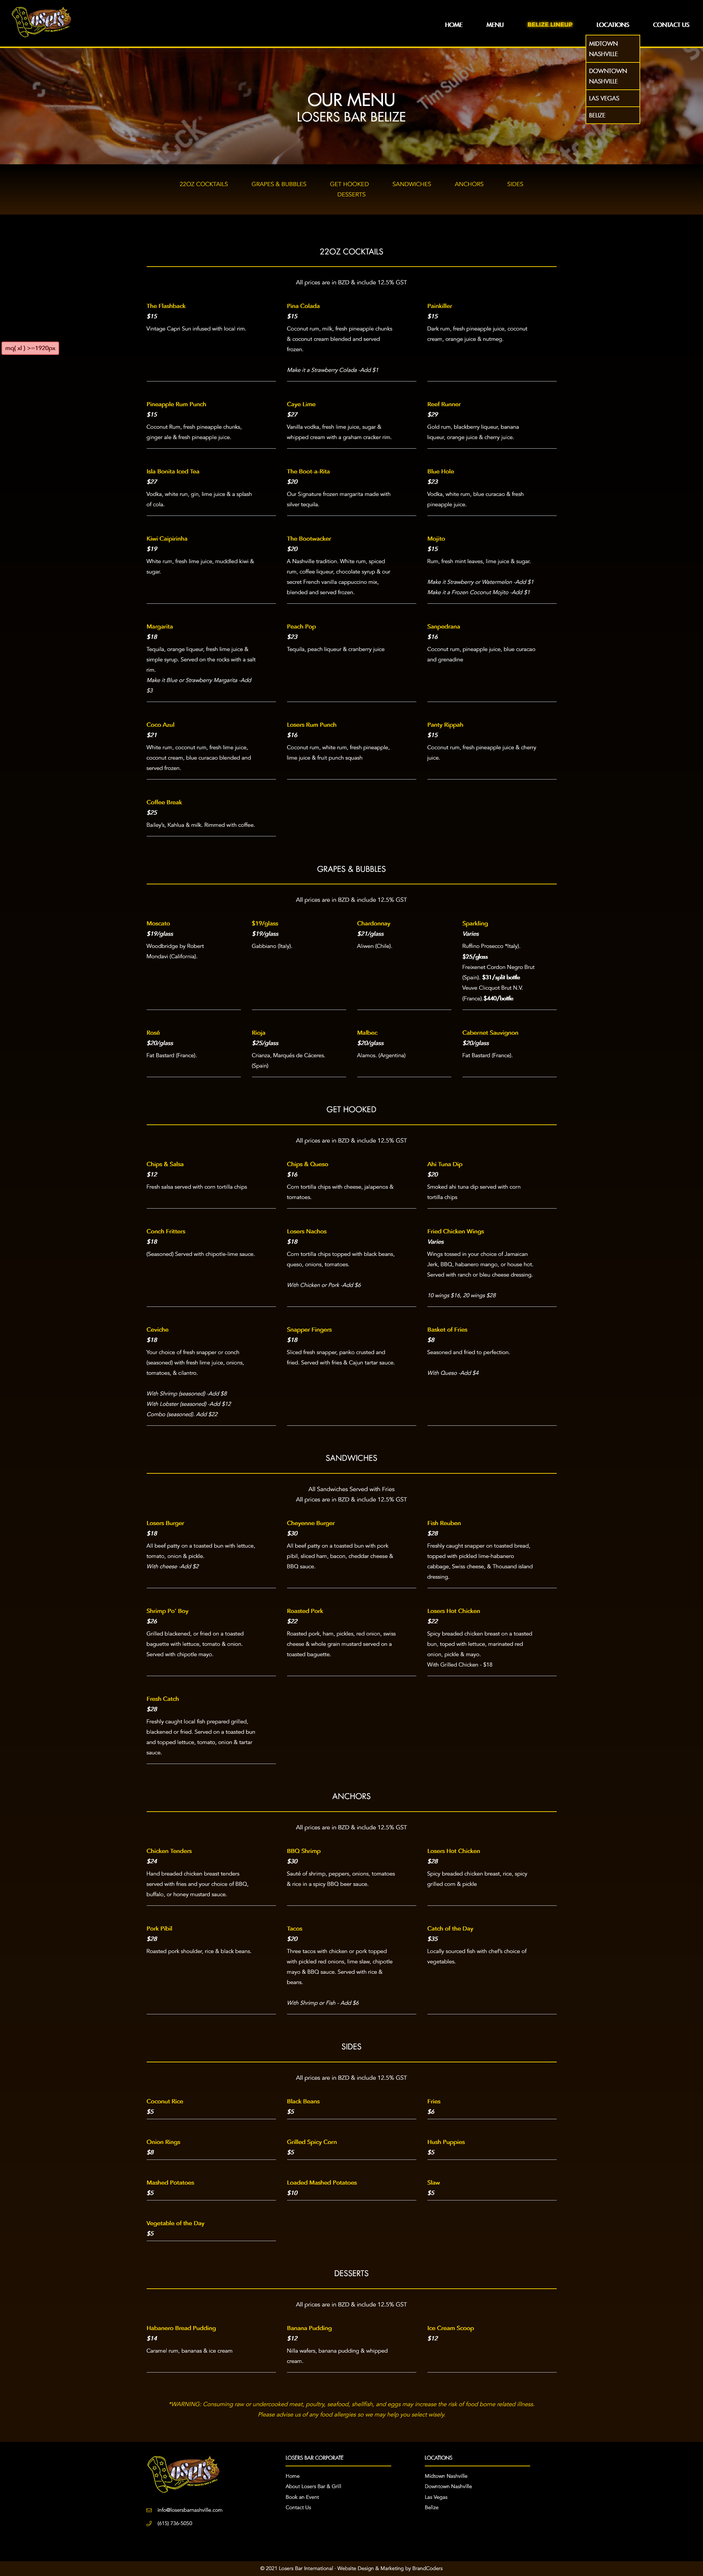 Losers
HOME
MENU
BELIZE LINEUP
LOCATIONS
CONTACT US
MIDTOWN
NASHVILLE
DOWNTOWN
NASHVILLE
LAS VEGAS
BELIZE
OUR MENU
LOSERS BAR BELIZE
22OZ COCKTAILS
GRAPES & BUBBLES
GET HOOKED
SANDWICHES
ANCHORS
SIDES
DESSERTS
mq( xl ) >=1920px
22OZ COCKTAILS
All prices are in BZD & include 12.5% GST
The Flashback
$15
Vintage Capri Sun infused with local rim.
Pina Colada
$15
Coconut rum, milk, fresh pineapple chunks
& coconut cream blended and served
frozen.
Make it a Strawberry Colada -Add $1
Painkiller
$15
Dark rum, fresh pineapple juice, coconut
cream, orange juice & nutmeg.
Pineapple Rum Punch
$15
Coconut Rum, fresh pineapple chunks,
ginger ale & fresh pineapple juice.
Caye Lime
$27
Vanilla vodka, fresh lime juice, sugar &
whipped cream with a graham cracker rim.
Reef Runner
$29
Gold rum, blackberry liqueur, banana
liqueur, orange juice & cherry juice.
Isla Bonita Iced Tea
$27
Vodka, white run, gin, lime juice & a splash
of cola.
The Boot-a-Rita
$20
Our Signature frozen margarita made with
silver tequila.
Blue Hole
$23
Vodka, white rum, blue curacao & fresh
pineapple juice.
Kiwi Caipirinha
$19
White rum, fresh lime juice, muddled kiwi &
sugar.
The Bootwacker
$20
A Nashville tradition. White rum, spiced
rum, coffee liqueur, chocolate syrup & our
secret French vanilla cappuccino mix,
blended and served frozen.
Mojito
$15
Rum, fresh mint leaves, lime juice & sugar.
Make it Strawberry or Watermelon -Add $1
Make it a Frozen Coconut Mojito -Add $1
Margarita
$18
Tequila, orange liqueur, fresh lime juice &
simple syrup. Served on the rocks with a salt
rim.
Make it Blue or Strawberry Margarita -Add
$3
Peach Pop
$23
Tequila, peach liqueur & cranberry juice
Sanpedrana
$16
Coconut rum, pineapple juice, blue curacao
and grenadine
Coco Azul
$21
White rum, coconut rum, fresh lime juice,
coconut cream, blue curacao blended and
served frozen.
Losers Rum Punch
$16
Coconut rum, white rum, fresh pineapple,
lime juice & fruit punch squash
Panty Rippah
$15
Coconut rum, fresh pineapple juice & cherry
juice.
Coffee Break
$25
Bailey's, Kahlua & milk. Rimmed with coffee.
GRAPES & BUBBLES
All prices are in BZD & include 12.5% GST
Moscato
$19/glass
Woodbridge by Robert
Mondavi (California).
$19/glass
$19/glass
Gabbiano (Italy).
Chardonnay
$21/glass
Aliwen (Chile).
Sparkling
Varies
Ruffino Prosecco *Italy).
$25/glass
Freixenet Cordon Negro Brut
(Spain). $31/split bottle
Veuve Clicquot Brut N.V.
(France).$440/bottle
Rosé
$20/glass
Fat Bastard (France).
Rioja
$25/glass
Crianza, Marqués de Cáceres.
(Spain)
Malbec
$20/glass
Alamos. (Argentina)
Cabernet Sauvignon
$20/glass
Fat Bastard (France).
GET HOOKED
All prices are in BZD & include 12.5% GST
Chips & Salsa
$12
Fresh salsa served with corn tortilla chips
Chips & Queso
$16
Corn tortilla chips with cheese, jalapenos &
tomatoes.
Ahi Tuna Dip
$20
Smoked ahi tuna dip served with corn
tortilla chips
Conch Fritters
$18
(Seasoned) Served with chipotle-lime sauce.
Losers Nachos
$18
Corn tortilla chips topped with black beans,
queso, onions, tomatoes.
With Chicken or Pork -Add $6
Fried Chicken Wings
Varies
Wings tossed in your choice of Jamaican
Jerk, BBQ, habanero mango, or house hot.
Served with ranch or bleu cheese dressing.
10 wings $16, 20 wings $28
Ceviche
$18
Your choice of fresh snapper or conch
(seasoned) with fresh lime juice, onions,
tomatoes, & cilantro.
With Shrimp (seasoned) -Add $8
With Lobster (seasoned) -Add $12
Combo (seasoned). Add $22
Snapper Fingers
$18
Sliced fresh snapper, panko crusted and
fried. Served with fries & Cajun tartar sauce.
Basket of Fries
$8
Seasoned and fried to perfection.
With Queso -Add $4
SANDWICHES
All Sandwiches Served with Fries
All prices are in BZD & include 12.5% GST
Losers Burger
$18
All beef patty on a toasted bun with lettuce,
tomato, onion & pickle.
With cheese -Add $2
Cheyenne Burger
$30
All beef patty on a toasted bun with pork
pibil, sliced ham, bacon, cheddar cheese &
BBQ sauce.
Fish Reuben
$28
Freshly caught snapper on toasted bread,
topped with pickled lime-habanero
cabbage, Swiss cheese, & Thousand island
dressing.
Shrimp Po' Boy
$26
Grilled blackened, or fried on a toasted
baguette with lettuce, tomato & onion.
Served with chipotle mayo.
Roasted Pork
$22
Roasted pork, ham, pickles, red onion, swiss
cheese & whole grain mustard served on a
toasted baguette.
Losers Hot Chicken
$22
Spicy breaded chicken breast on a toasted
bun, toped with lettuce, marinated red
onion, pickle & mayo.
With Grilled Chicken - $18
Fresh Catch
$28
Freshly caught local fish prepared grilled,
blackened or fried. Served on a toasted bun
and topped lettuce, tomato, onion & tartar
sauce.
ANCHORS
All prices are in BZD & include 12.5% GST
Chicken Tenders
$24
Hand breaded chicken breast tenders
served with fries and your choice of BBQ,
buffalo, or honey mustard sauce.
BBQ Shrimp
$30
Sauté of shrimp, peppers, onions, tomatoes
& rice in a spicy BBQ beer sauce.
Losers Hot Chicken
$28
Spicy breaded chicken breast, rice, spicy
grilled corn & pickle
Pork Pibil
$28
Roasted pork shoulder, rice & black beans.
Tacos
$20
Three tacos with chicken or pork topped
with pickled red onions, lime slaw, chipotle
mayo & BBQ sauce. Served with rice &
beans.
With Shrimp or Fish - Add $6
Catch of the Day
$35
Locally sourced fish with chef's choice of
vegetables.
SIDES
All prices are in BZD & include 12.5% GST
Coconut Rice
$5
Black Beans
$5
Fries
$6
Onion Rings
$8
Grilled Spicy Corn
$5
Hush Puppies
$5
Mashed Potatoes
$5
Loaded Mashed Potatoes
$10
Slaw
$5
Vegetable of the Day
$5
DESSERTS
All prices are in BZD & include 12.5% GST
Habanero Bread Pudding
$14
Caramel rum, bananas & ice cream
Banana Pudding
$12
Nilla wafers, banana pudding & whipped
cream.
Ice Cream Scoop
$12
*WARNING: Consuming raw or undercooked meat, poultry, seafood, shellfish, and eggs may increase the risk of food borne related illness.
Please advise us of any food allergies so we may help you select wisely.
Losers
info@losersbarnashville.com
(615) 736-5050
LOSERS BAR CORPORATE
Home
About Losers Bar & Grill
Book an Event
Contact Us
LOCATIONS
Midtown Nashville
Downtown Nashville
Las Vegas
Belize
© 2021 Losers Bar International · Website Design & Marketing by BrandCoders